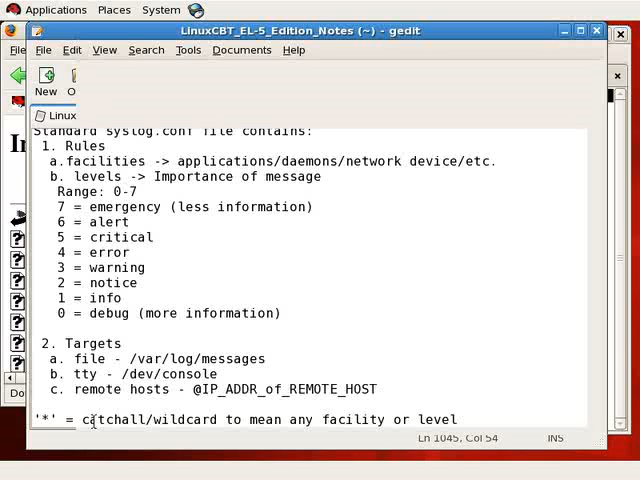 Applications Places System
LinuxCBT_EL-5_Edition_Notes (~) - gedit
File
File Edit View Search Tools Documents Help
New
Linux
Standard syslog.conf file contains:
1. Rules
a.facilities -> applications/daemons/network device/etc.
b. levels -> Importance of message
Range: 0-7
7 = emergency (less information)
6 = alert
5 = critical
4 = error
3 = warning
2 = notice
1 = info
0 = debug (more information)
2. Targets
a. file - /var/log/messages
b. tty - /dev/console
c. remote hosts - @IP_ADDR_of_REMOTE_HOST
'*' = catchall/wildcard to mean any facility or level
Ln 1045, Col 54 INS